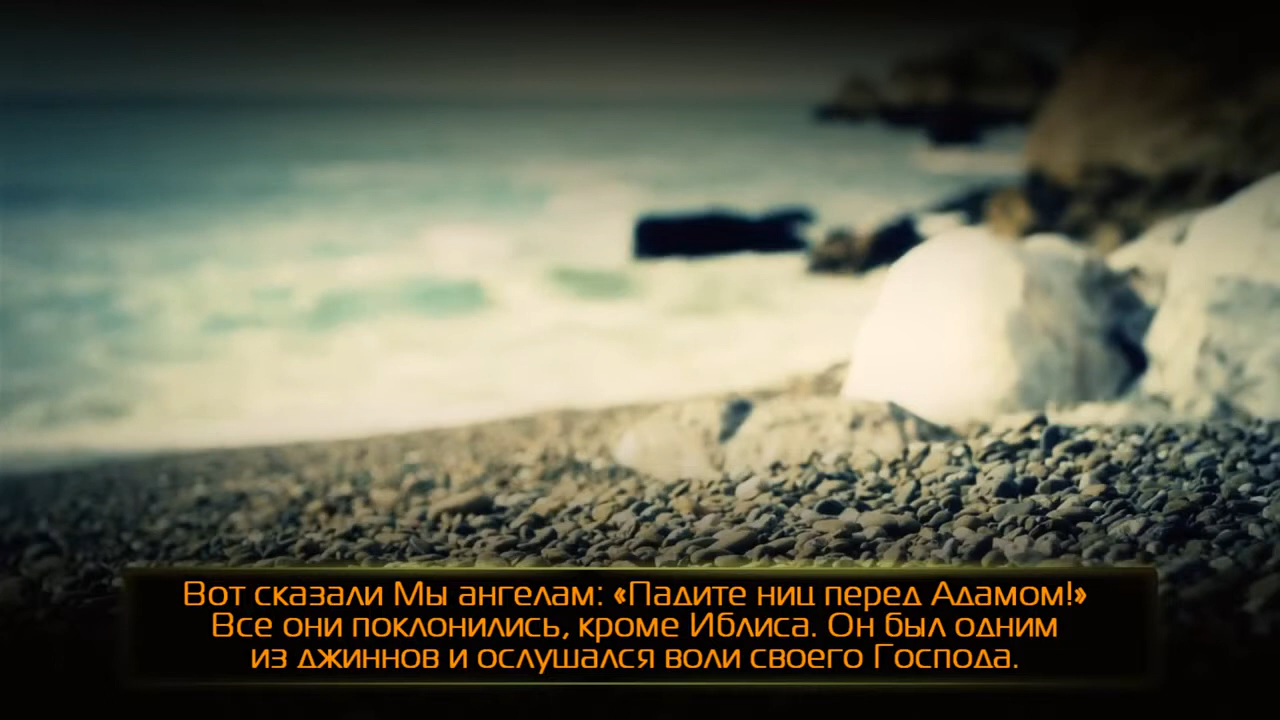 Вот сказали Мы ангелам: «Падите ниц перед Адамом!»
Все они поклонились, кроме Иблиса. Он был одним
из джиннов и ослушался воли своего Господа.